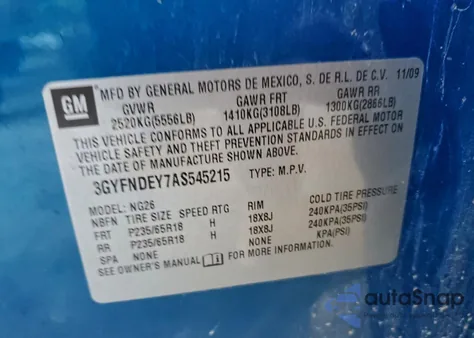 GM
MFD BY GENERAL MOTORS DE MEXICO, S. DE R.L. DE C.V. 11/09
GVWR GAWR FRT GAWR RR
2520KG(5556LB) 1410KG(3108LB) 1300KG(2866LB)
THIS VEHICLE CONFORMS TO ALL APPLICABLE U.S. FEDERAL MOTOR
VEHICLE SAFETY AND THEFT PREVENTION STANDARDS IN EFFECT ON
THE DATE OF MANUFACTURE SHOWN ABOVE.
3GYFNDEY7AS545215 TYPE: M.P.V.
MODEL: NG26
NBFN TIRE SIZE SPEED RTG RIM COLD TIRE PRESSURE
FRT P235/65R18 H 18X8J 240KPA(35PSI)
RR P235/65R18 H 18X8J 240KPA(35PSI)
SPA NONE NONE KPA(PSI)
SEE OWNER'S MANUAL FOR MORE INFORMATION.
autoSnap